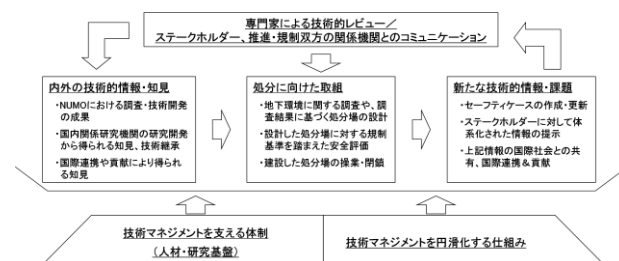 専門家による技術的レビュー／
ステークホルダー、推進・規制双方の関係機関とのコミュニケーション
内外の技術的情報・知見
・NUMOにおける調査・技術開発
の成果
・国内関係研究機関の研究開発
から得られる知見、技術継承
・国際連携や貢献により得られ
る知見
処分に向けた取組
・地下環境に関する調査や、調
査結果に基づく処分場の設計
・設計した処分場に対する規制
基準を踏まえた安全評価
・建設した処分場の操業・閉鎖
新たな技術的情報・課題
・セーフティケースの作成・更新
・ステークホルダーに対して体
系化された情報の提示
・上記情報の国際社会との共
有、国際連携＆貢献
技術マネジメントを支える体制
（人材・研究基盤）
技術マネジメントを円滑化する仕組み